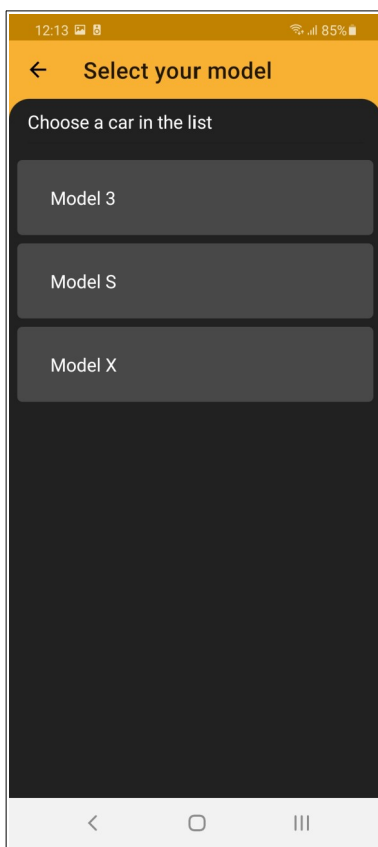 12:13 85%
Select your model
Choose a car in the list
Model 3
Model S
Model X